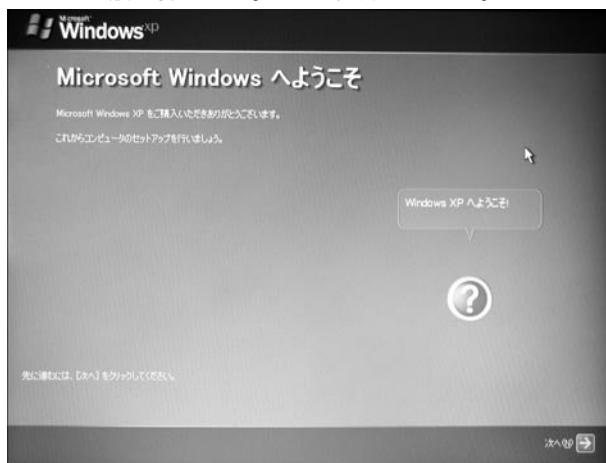 Microsoft
Windows xp
Microsoft Windows へようこそ
Microsoft Windows XP をご購入いただきありがとうございます。
これからコンピュータのセットアップを行いましょう。
Windows XP へようこそ!
?
先に進むには、[次へ] をクリックしてください。
次へ(N)